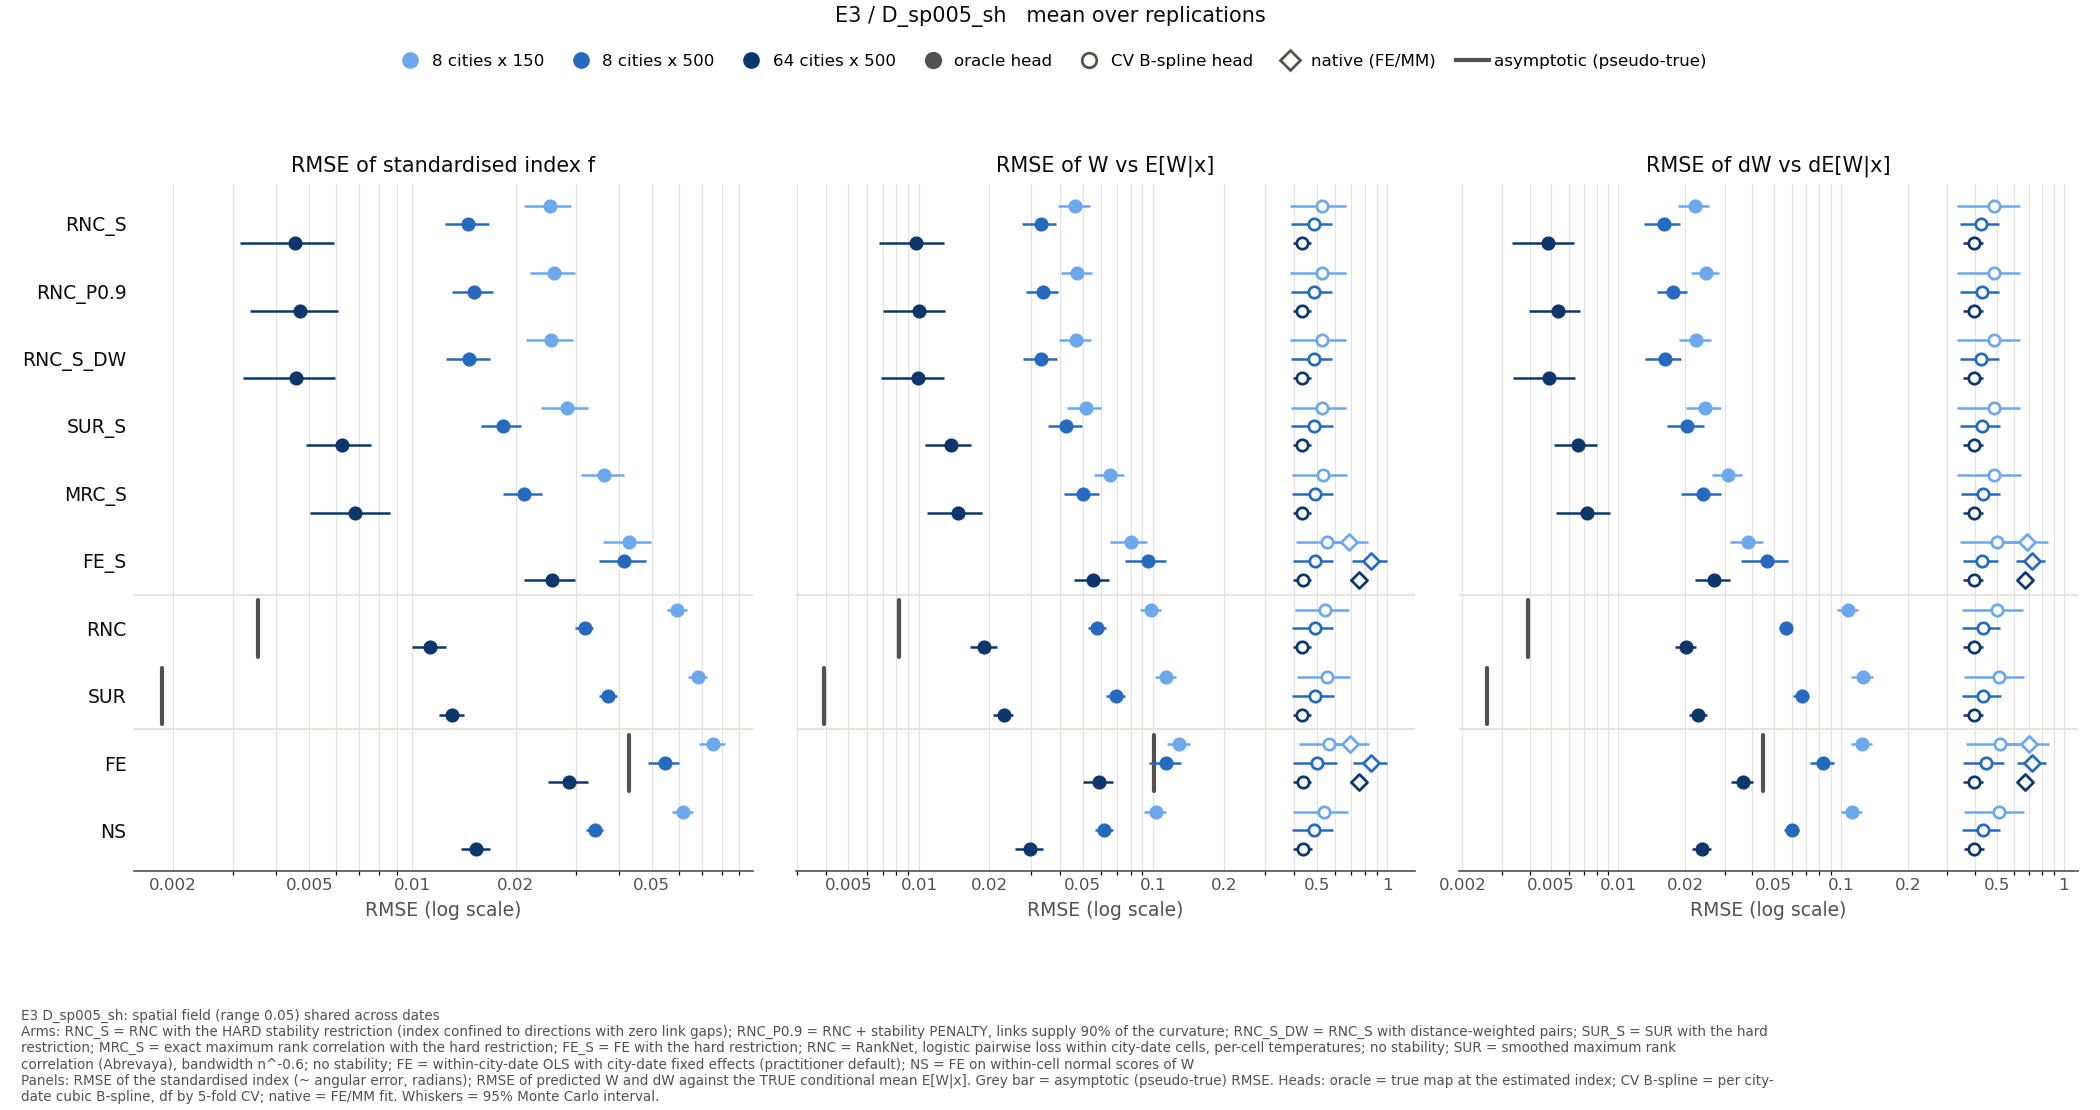 E3 / D_sp005_sh   mean over replications
8 cities x 150   8 cities x 500   64 cities x 500   oracle head   CV B-spline head   native (FE/MM)   asymptotic (pseudo-true)
RMSE of standardised index f   RMSE of W vs E[W|x]   RMSE of dW vs dE[W|x]
RNC_S
RNC_P0.9
RNC_S_DW
SUR_S
MRC_S
FE_S
RNC
SUR
FE
NS
0.002   0.005   0.01   0.02   0.05   0.005   0.01   0.02   0.05   0.1   0.2   0.5   1   0.002   0.005   0.01   0.02   0.05   0.1   0.2   0.5   1
RMSE (log scale)   RMSE (log scale)   RMSE (log scale)
E3 D_sp005_sh: spatial field (range 0.05) shared across dates
Arms: RNC_S = RNC with the HARD stability restriction (index confined to directions with zero link gaps); RNC_P0.9 = RNC + stability PENALTY, links supply 90% of the curvature; RNC_S_DW = RNC_S with distance-weighted pairs; SUR_S = SUR with the hard
restriction; MRC_S = exact maximum rank correlation with the hard restriction; FE_S = FE with the hard restriction; RNC = RankNet, logistic pairwise loss within city-date cells, per-cell temperatures; no stability; SUR = smoothed maximum rank
correlation (Abrevaya), bandwidth n^-0.6; no stability; FE = within-city-date OLS with city-date fixed effects (practitioner default); NS = FE on within-cell normal scores of W
Panels: RMSE of the standardised index (~ angular error, radians); RMSE of predicted W and dW against the TRUE conditional mean E[W|x]. Grey bar = asymptotic (pseudo-true) RMSE. Heads: oracle = true map at the estimated index; CV B-spline = per city-
date cubic B-spline, df by 5-fold CV; native = FE/MM fit. Whiskers = 95% Monte Carlo interval.